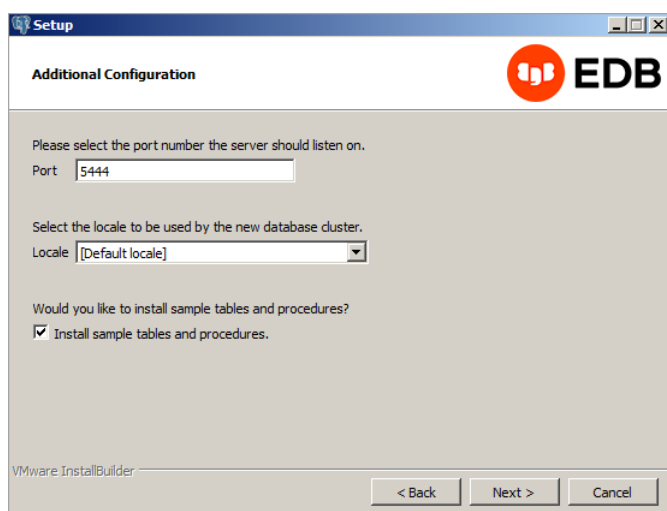 Setup
Additional Configuration
EDB
Please select the port number the server should listen on.
Port 5444
Select the locale to be used by the new database cluster.
Locale [Default locale]
Would you like to install sample tables and procedures?
Install sample tables and procedures.
VMware InstallBuilder
< Back Next > Cancel